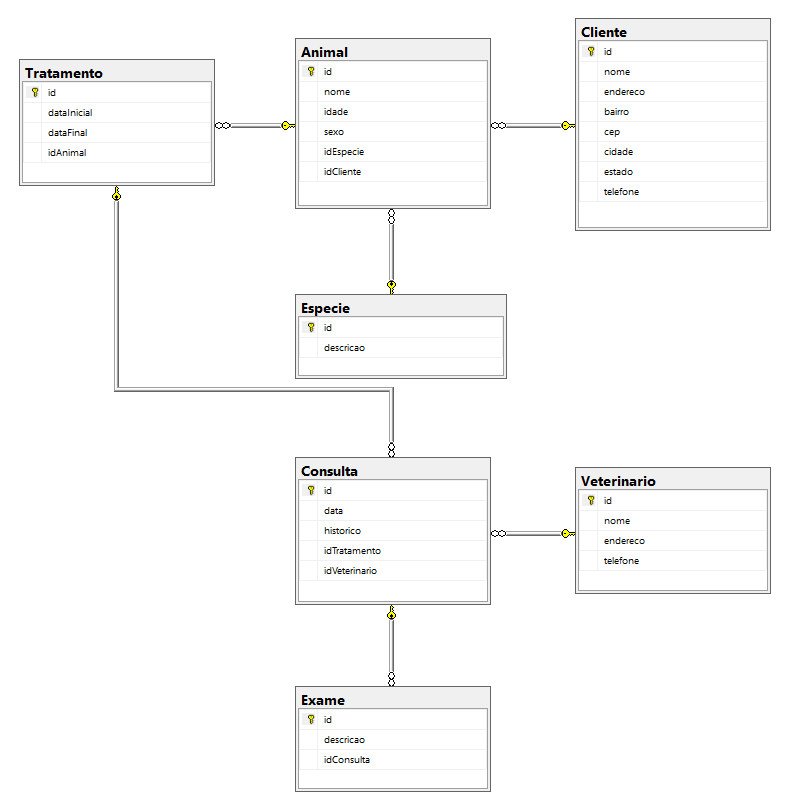 Tratamento
id
dataInicial
dataFinal
idAnimal
Animal
id
nome
idade
sexo
idEspecie
idCliente
Cliente
id
nome
endereco
bairro
cep
cidade
estado
telefone
Especie
id
descricao
Consulta
id
data
historico
idTratamento
idVeterinario
Veterinario
id
nome
endereco
telefone
Exame
id
descricao
idConsulta